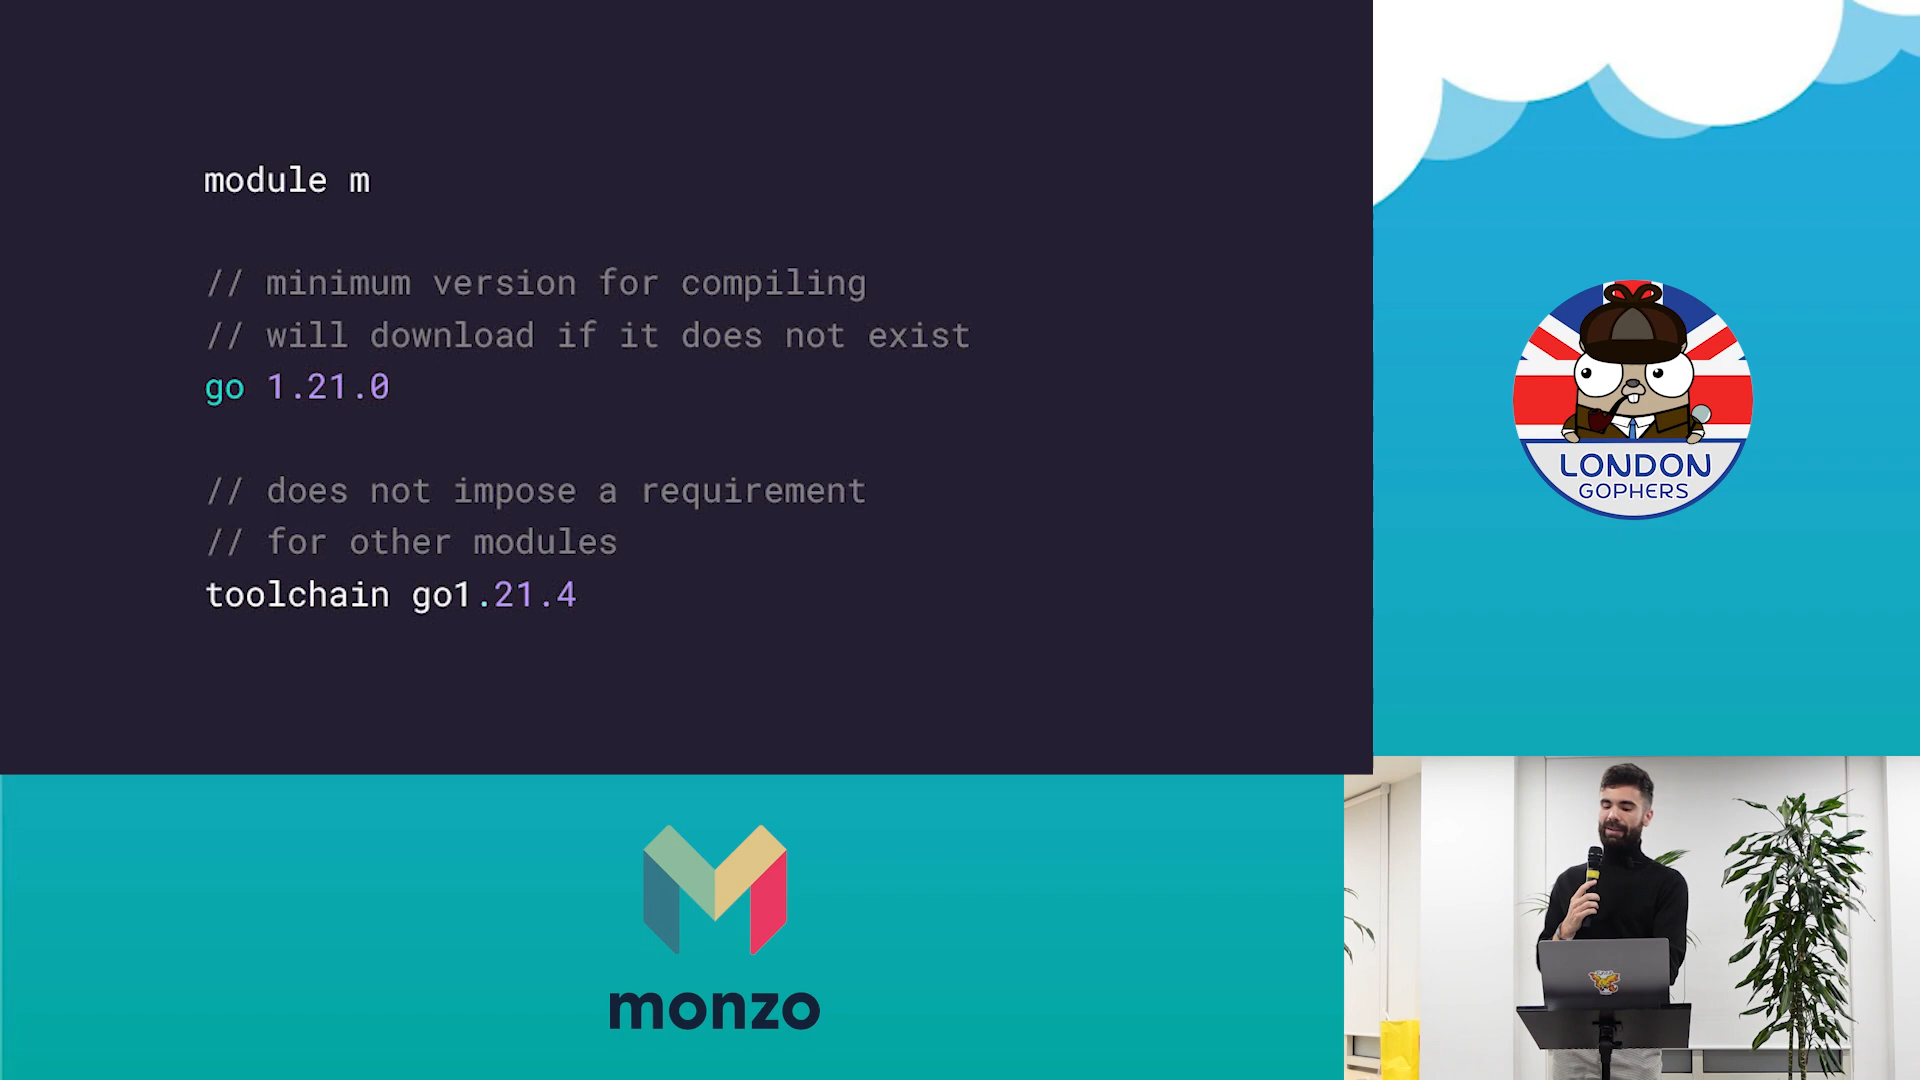 module m
// minimum version for compiling
// will download if it does not exist
go 1.21.0
// does not impose a requirement
// for other modules
toolchain go1.21.4
LONDON
GOPHERS
monzo